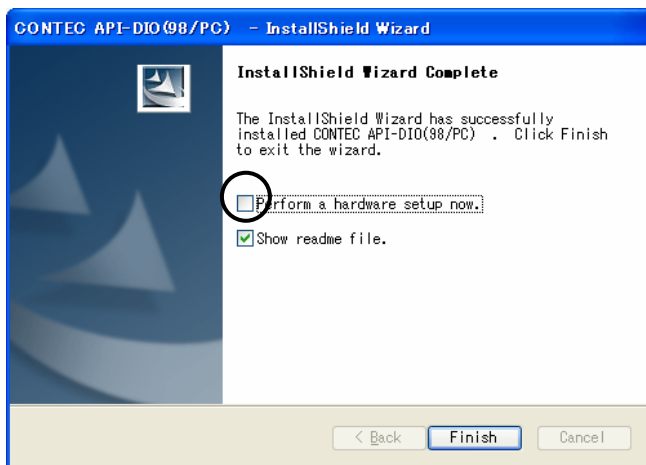 CONTEC API-DIO(98/PC) - InstallShield Wizard
InstallShield Wizard Complete
The InstallShield Wizard has successfully
installed CONTEC API-DIO(98/PC) . Click Finish
to exit the wizard.
Perform a hardware setup now.
Show readme file.
< Back Finish Cancel